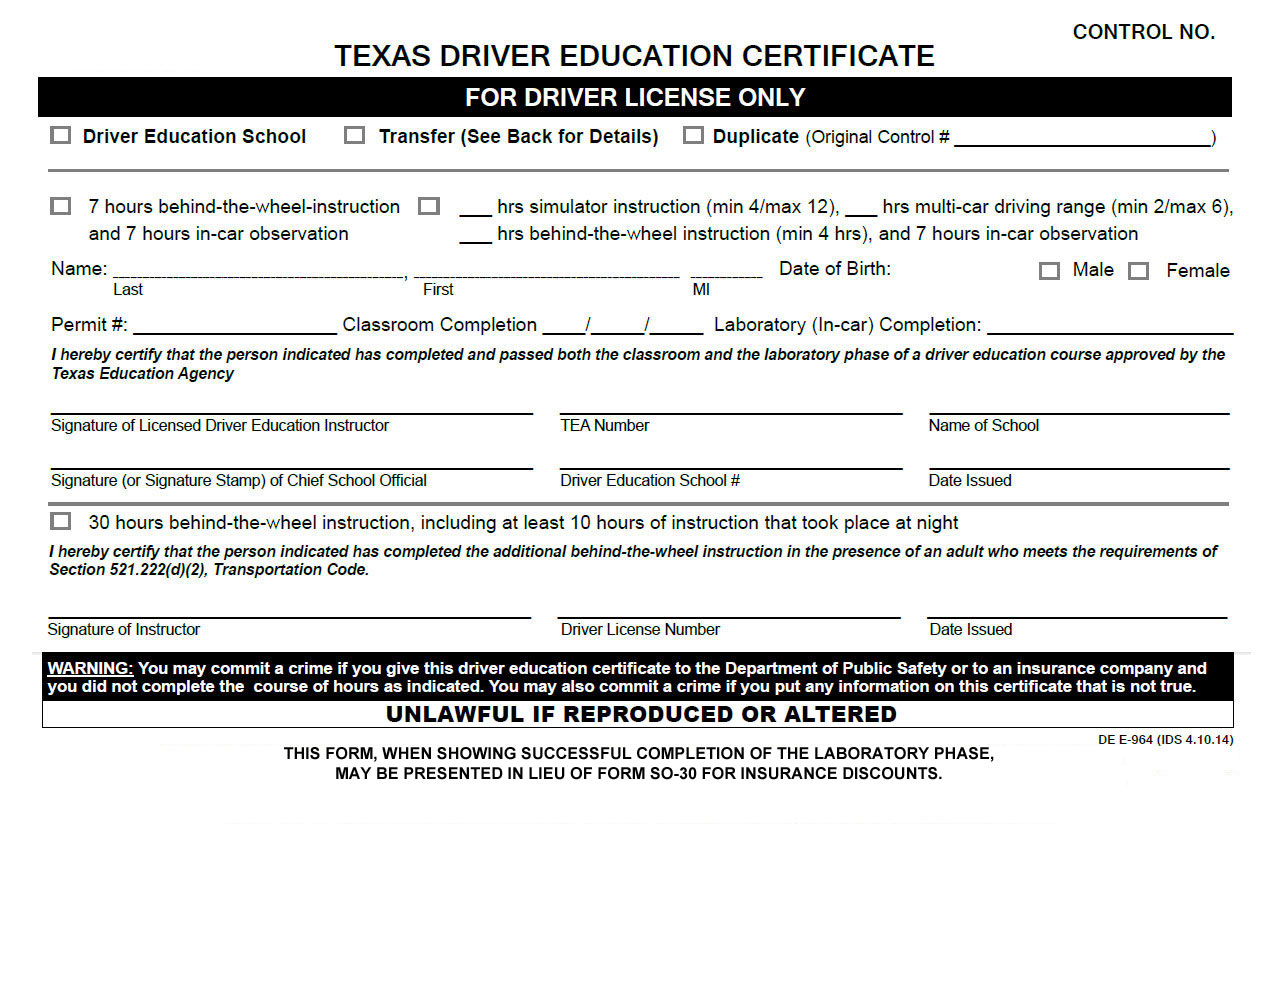 CONTROL NO.
TEXAS DRIVER EDUCATION CERTIFICATE
FOR DRIVER LICENSE ONLY
Driver Education School Transfer (See Back for Details) Duplicate (Original Control # ____________________)
7 hours behind-the-wheel-instruction ___ hrs simulator instruction (min 4/max 12), ___ hrs multi-car driving range (min 2/max 6),
and 7 hours in-car observation ___ hrs behind-the-wheel instruction (min 4 hrs), and 7 hours in-car observation
Name: ______________________________, ____________________________ ________ Date of Birth: Male Female
Last First MI
Permit #: ____________________ Classroom Completion ____/_____/_____ Laboratory (In-car) Completion: ________________________
I hereby certify that the person indicated has completed and passed both the classroom and the laboratory phase of a driver education course approved by the
Texas Education Agency
Signature of Licensed Driver Education Instructor TEA Number Name of School
Signature (or Signature Stamp) of Chief School Official Driver Education School # Date Issued
30 hours behind-the-wheel instruction, including at least 10 hours of instruction that took place at night
I hereby certify that the person indicated has completed the additional behind-the-wheel instruction in the presence of an adult who meets the requirements of
Section 521.222(d)(2), Transportation Code.
Signature of Instructor Driver License Number Date Issued
WARNING: You may commit a crime if you give this driver education certificate to the Department of Public Safety or to an insurance company and
you did not complete the course of hours as indicated. You may also commit a crime if you put any information on this certificate that is not true.
UNLAWFUL IF REPRODUCED OR ALTERED
DE E-964 (IDS 4.10.14)
THIS FORM, WHEN SHOWING SUCCESSFUL COMPLETION OF THE LABORATORY PHASE,
MAY BE PRESENTED IN LIEU OF FORM SO-30 FOR INSURANCE DISCOUNTS.